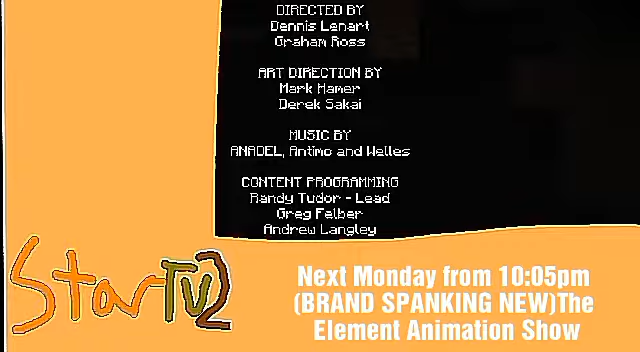 DIRECTED BY
Dennis Lenart
Graham Ross
ART DIRECTION BY
Mark Hamer
Derek Sakai
MUSIC BY
ANADEL, Antimo and Welles
CONTENT PROGRAMMING
Randy Tudor - Lead
Greg Felber
Andrew Langley
Star TV2
Next Monday from 10:05pm
(BRAND SPANKING NEW)The
Element Animation Show